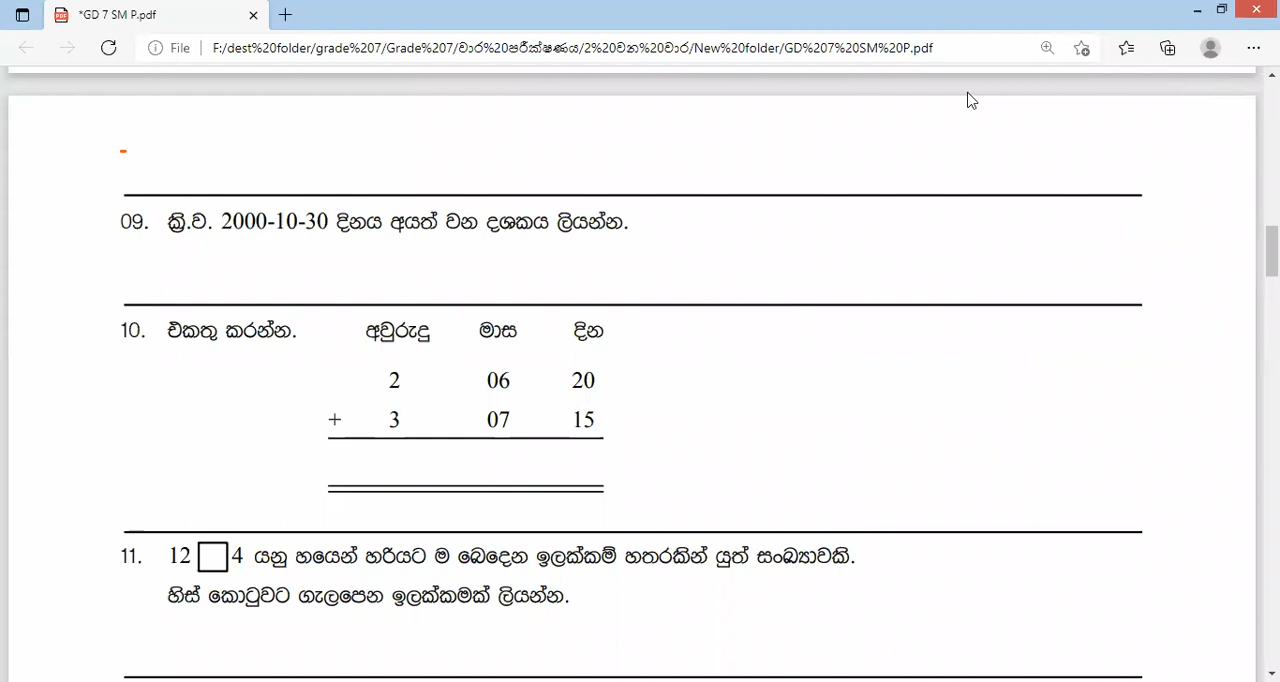 *GD 7 SM P.pdf
File F:/dest%20folder/grade%207/Grade%207/වාර%20පරීක්ෂණය/2%20වන%20වාර/New%20folder/GD%207%20SM%20P.pdf
09. ක්‍රි.ව. 2000-10-30 දිනය අයත් වන දශකය ලියන්න.
10. එකතු කරන්න. අවුරුදු මාස දින
2 06 20
+ 3 07 15
11. 12 4 යනු හයෙන් හරියට ම බෙදෙන ඉලක්කම් හතරකින් යුත් සංඛ්‍යාවකි.
හිස් කොටුවට ගැලපෙන ඉලක්කමක් ලියන්න.